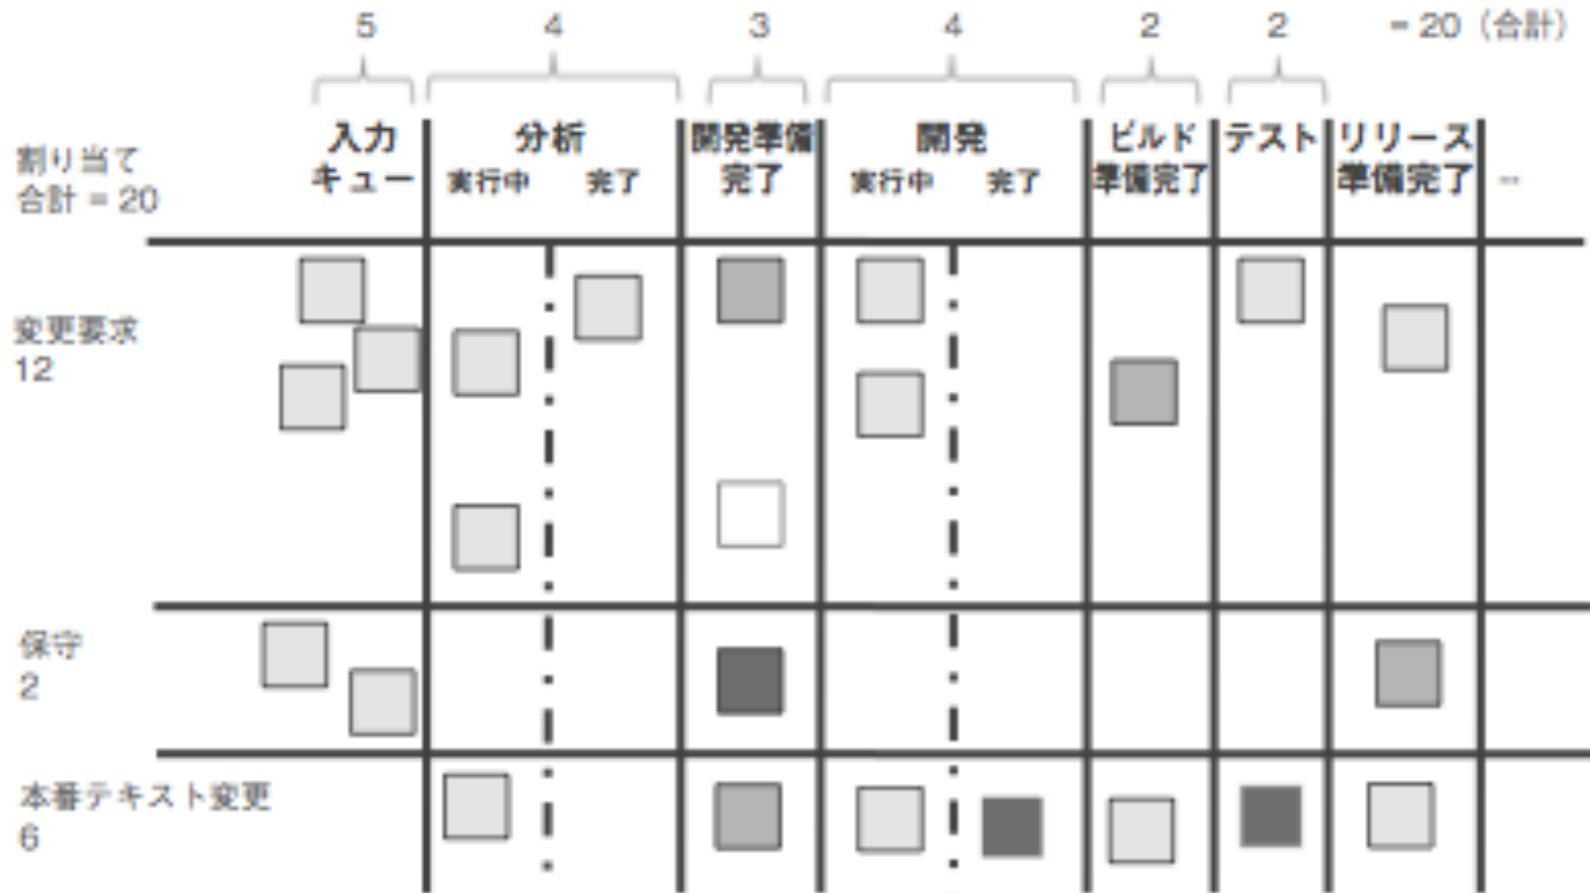 5 4 3 4 2 2 = 20（合計）
割り当て
合計 = 20
入力
キュー
分析
実行中 完了
開発準備
完了
開発
実行中 完了
ビルド
準備完了
テスト
リリース
準備完了
...
変更要求
12
保守
2
本番テキスト変更
6